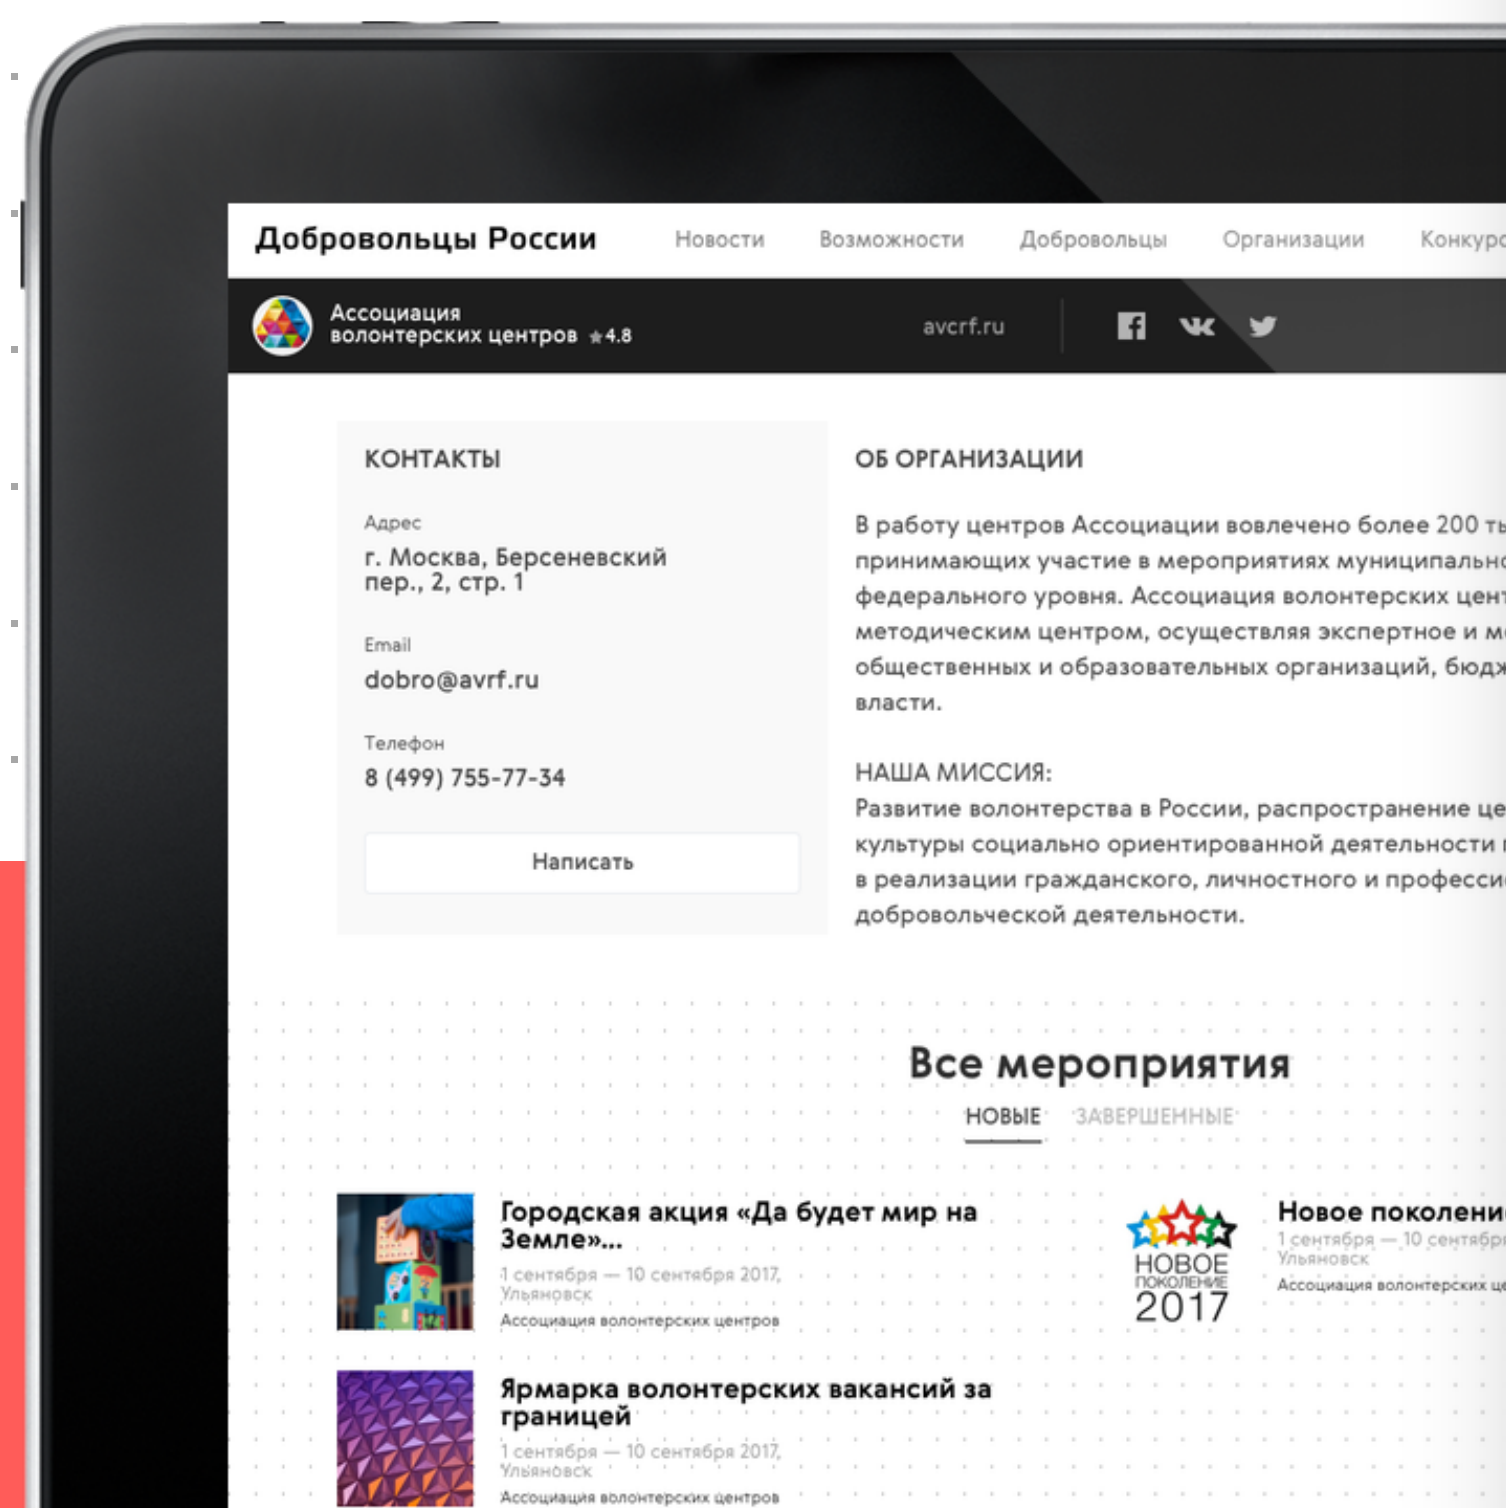 Добровольцы России
Новости
Возможности
Добровольцы
Организации
Ассоциация
волонтерских центров ★4.8
avcrf.ru
КОНТАКТЫ
Адрес
г. Москва, Берсеневский
пер., 2, стр. 1
Email
dobro@avrf.ru
Телефон
8 (499) 755-77-34
Написать
ОБ ОРГАНИЗАЦИИ
В работу центров Ассоциации вовлечено более 200
принимающих участие в мероприятиях
федерального уровня. Ассоциация волонтерских
методическим центром, осуществляя экспертное и
общественных и образовательных организаций,
власти.
НАША МИССИЯ:
Развитие волонтерства в России, распространение
культуры социально ориентированной деятельности
в реализации гражданского, личностного и
добровольческой деятельности.
Все мероприятия
НОВЫЕ ЗАВЕРШЕННЫЕ
Городская акция «Да будет мир на
Земле»...
1 сентября — 10 сентября 2017,
Ульяновск
Ассоциация волонтерских центров
НОВОЕ
ПОКОЛЕНИЕ
2017
Новое
1 сентября — 10
Ульяновск
Ассоциация волонтерских
Ярмарка волонтерских вакансий за
границей
1 сентября — 10 сентября 2017,
Ульяновск
Ассоциация волонтерских центров